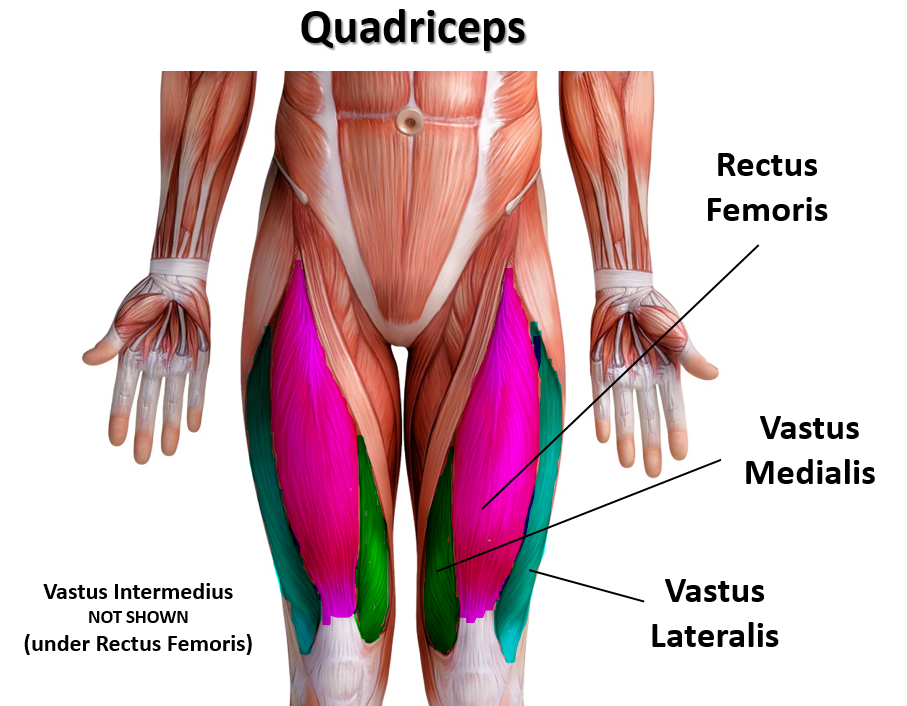 Quadriceps
Rectus
Femoris
Vastus
Medialis
Vastus
Lateralis
Vastus Intermedius
NOT SHOWN
(under Rectus Femoris)